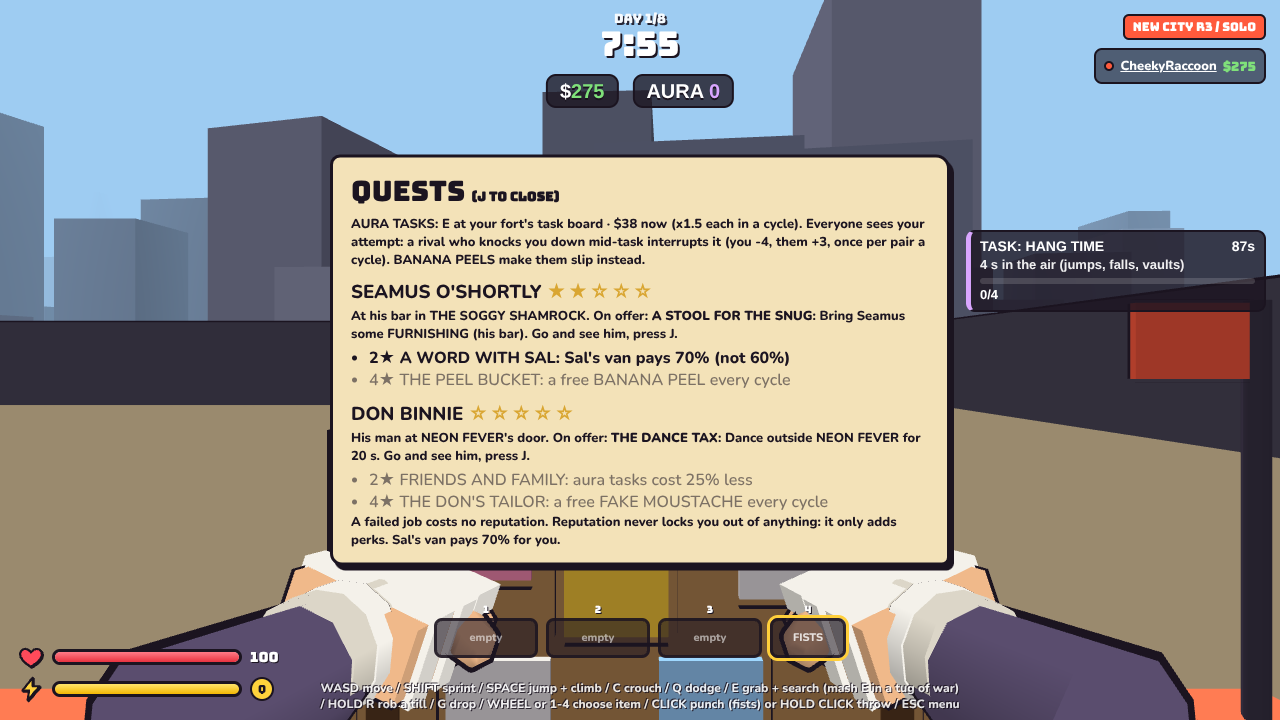 DAY 1/8
7:55
$275
AURA 0
NEW CITY R3 / SOLO
CheekyRaccoon $275
QUESTS (J TO CLOSE)
AURA TASKS: E at your fort's task board · $38 now (x1.5 each in a cycle). Everyone sees your
attempt: a rival who knocks you down mid-task interrupts it (you -4, them +3, once per pair a
cycle). BANANA PEELS make them slip instead.
SEAMUS O'SHORTLY ★ ★ ☆ ☆ ☆
At his bar in THE SOGGY SHAMROCK. On offer: A STOOL FOR THE SNUG: Bring Seamus
some FURNISHING (his bar). Go and see him, press J.
• 2★ A WORD WITH SAL: Sal's van pays 70% (not 60%)
• 4★ THE PEEL BUCKET: a free BANANA PEEL every cycle
DON BINNIE ☆ ☆ ☆ ☆ ☆
His man at NEON FEVER's door. On offer: THE DANCE TAX: Dance outside NEON FEVER for
20 s. Go and see him, press J.
• 2★ FRIENDS AND FAMILY: aura tasks cost 25% less
• 4★ THE DON'S TAILOR: a free FAKE MOUSTACHE every cycle
A failed job costs no reputation. Reputation never locks you out of anything: it only adds
perks. Sal's van pays 70% for you.
TASK: HANG TIME 87s
4 s in the air (jumps, falls, vaults)
0/4
1 2 3 4
empty empty empty FISTS
100
0
WASD move / SHIFT sprint / SPACE jump + climb / C crouch / Q dodge / E grab + search (mash E in a tug of war)
/ HOLD R rob a till / G drop / WHEEL or 1-4 choose item / CLICK punch (fists) or HOLD CLICK throw / ESC menu